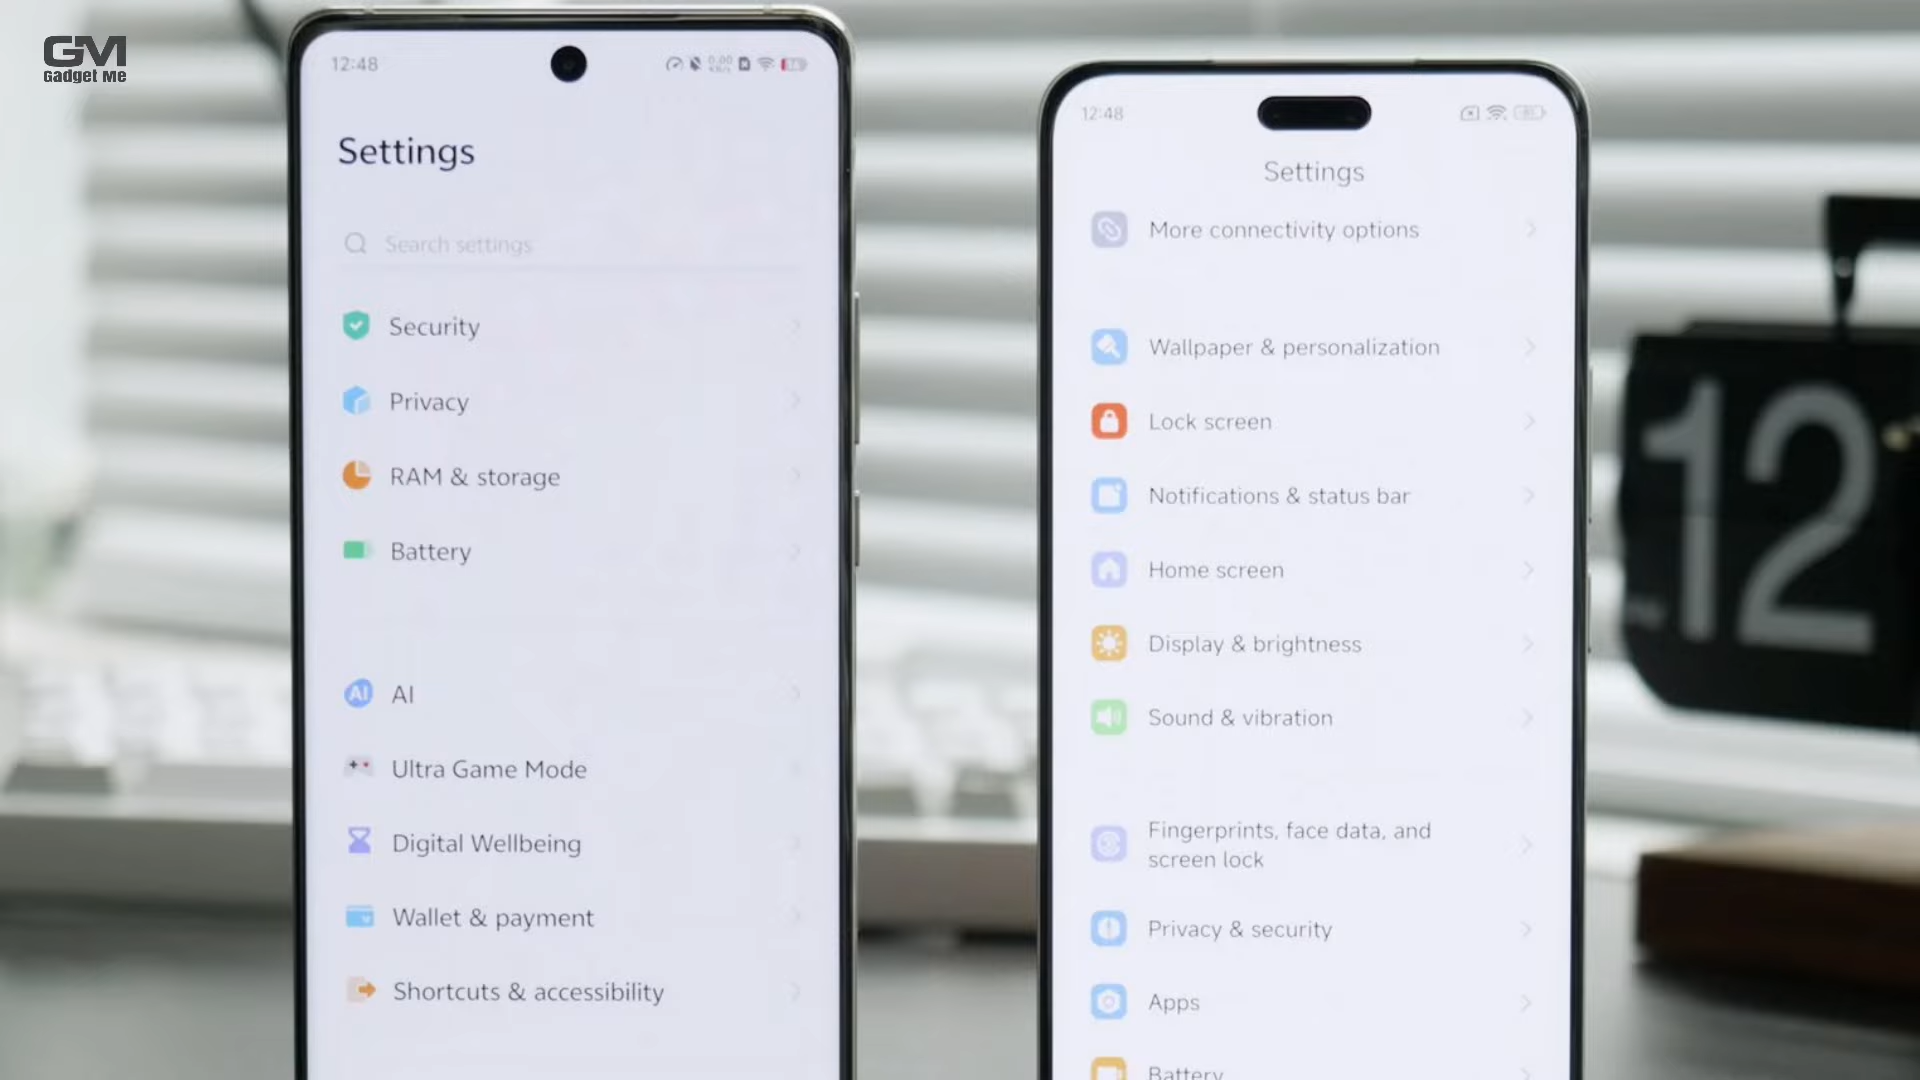 GM
Gadget Me
12:48
Settings
Search settings
Security
Privacy
RAM & storage
Battery
AI
AI
Ultra Game Mode
Digital Wellbeing
Wallet & payment
Shortcuts & accessibility
12:48
Settings
More connectivity options
Wallpaper & personalization
Lock screen
Notifications & status bar
Home screen
Display & brightness
Sound & vibration
Fingerprints, face data, and
screen lock
Privacy & security
Apps
Battery
12